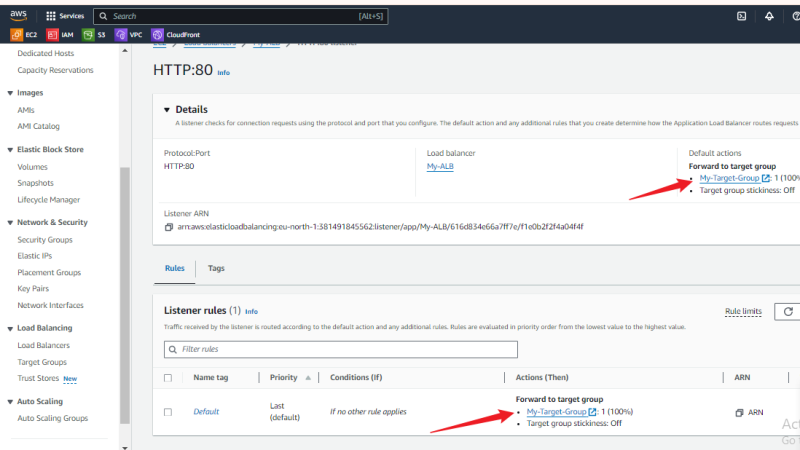 aws
Services
Search
[Alt+S]
EC2
IAM
S3
VPC
CloudFront
Dedicated Hosts
Capacity Reservations
Images
AMIs
AMI Catalog
Elastic Block Store
Volumes
Snapshots
Lifecycle Manager
Network & Security
Security Groups
Elastic IPs
Placement Groups
Key Pairs
Network Interfaces
Load Balancing
Load Balancers
Target Groups
Trust Stores New
Auto Scaling
Auto Scaling Groups
HTTP:80 Info
Details
A listener checks for connection requests using the protocol and port that you configure. The default action and any additional rules that you create determine how the Application Load Balancer routes requests
Protocol:Port
HTTP:80
Load balancer
My-ALB
Default actions
Forward to target group
My-Target-Group: 1 (100%
Target group stickiness: Off
Listener ARN
arn:aws:elasticloadbalancing:eu-north-1:381491845562:listener/app/My-ALB/616d834e66a7ff7e/f1e0b2f2f4a04f4f
Rules
Tags
Listener rules (1) Info
Rule limits
Traffic received by the listener is routed according to the default action and any additional rules. Rules are evaluated in priority order from the lowest value to the highest value.
Filter rules
Name tag
Priority
Conditions (If)
Actions (Then)
ARN
Default
Last
(default)
If no other rule applies
Forward to target group
My-Target-Group: 1 (100%)
Target group stickiness: Off
ARN